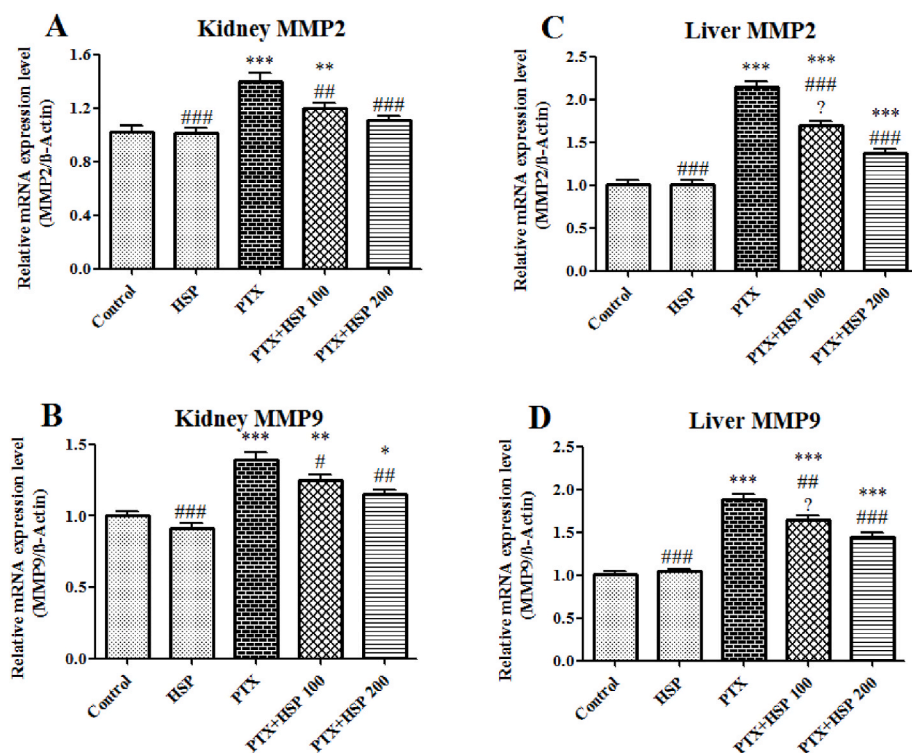 A
Kidney MMP2
Relative mRNA expression level
(MMP2/ß-Actin)
1.6
1.2
0.8
0.4
0.0
***
**
###
##
###
Control
HSP
PTX
PTX+HSP 100
PTX+HSP 200
C
Liver MMP2
Relative mRNA expression level
(MMP2/ß-Actin)
2.5
2.0
1.5
1.0
0.5
0.0
***
***
###
?
***
###
###
Control
HSP
PTX
PTX+HSP 100
PTX+HSP 200
B
Kidney MMP9
Relative mRNA expression level
(MMP9/ß-Actin)
1.5
1.0
0.5
0.0
***
**
*
#
##
###
Control
HSP
PTX
PTX+HSP 100
PTX+HSP 200
D
Liver MMP9
Relative mRNA expression level
(MMP9/ß-Actin)
2.5
2.0
1.5
1.0
0.5
0.0
***
***
##
?
***
###
###
Control
HSP
PTX
PTX+HSP 100
PTX+HSP 200